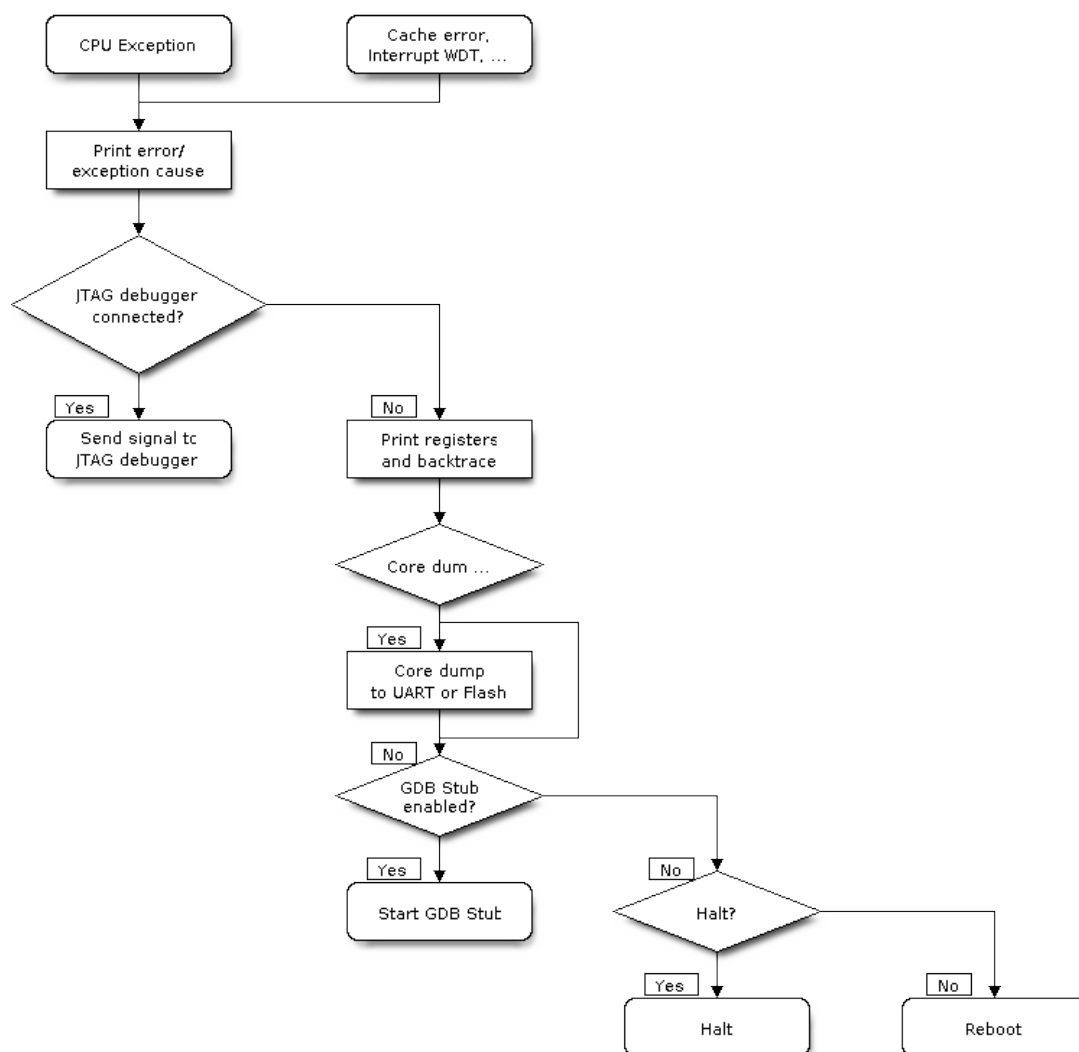 CPU Exception
Cache error,
Interrupt WDT, ...
Print error/
exception cause
JTAG debugger
connected?
Yes
No
Send signal to
JTAG debugger
Print registers
and backtrace
Core dum ...
Yes
Core dump
to UART or Flash
No
GDB Stub
enabled?
Yes
No
Start GDB Stub
Halt?
Yes
No
Halt
Reboot